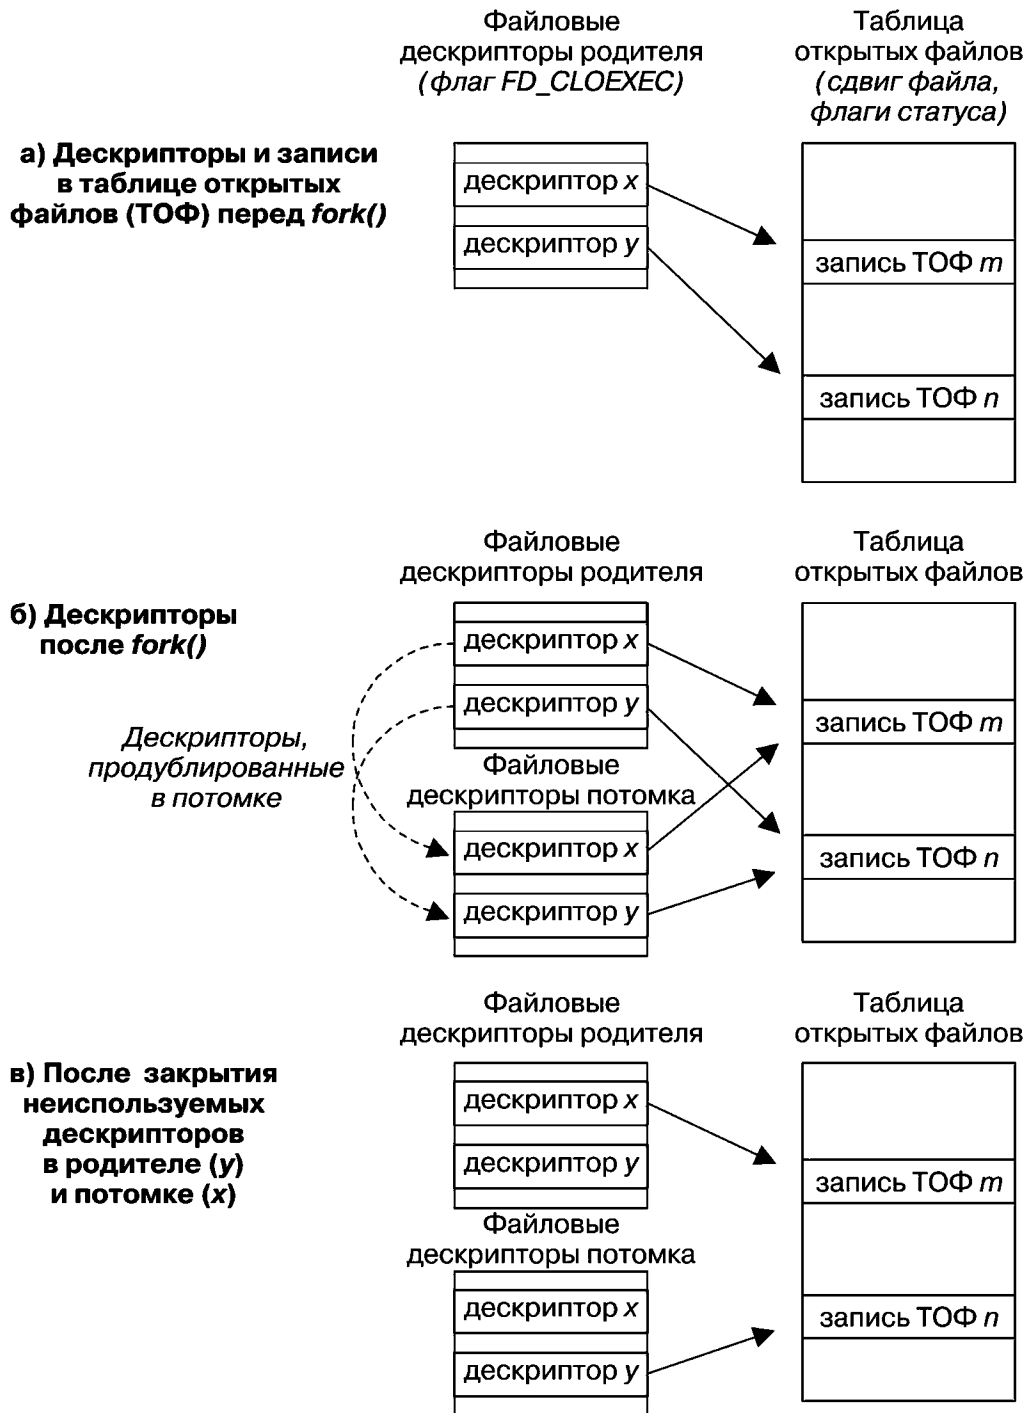 Файловые
дескрипторы родителя
(флаг FD_CLOEXEC)
Таблица
открытых файлов
(сдвиг файла,
флаги статуса)
а) Дескрипторы и записи
в таблице открытых
файлов (ТОФ) перед fork()
дескриптор x
дескриптор y
запись ТОФ m
запись ТОФ n
Файловые
дескрипторы родителя
Таблица
открытых файлов
б) Дескрипторы
после fork()
дескриптор x
дескриптор y
Дескрипторы,
продублированные
в потомке
Файловые
дескрипторы потомка
дескриптор x
дескриптор y
запись ТОФ m
запись ТОФ n
Файловые
дескрипторы родителя
Таблица
открытых файлов
в) После закрытия
неиспользуемых
дескрипторов
в родителе (y)
и потомке (x)
дескриптор x
дескриптор y
Файловые
дескрипторы потомка
дескриптор x
дескриптор y
запись ТОФ m
запись ТОФ n